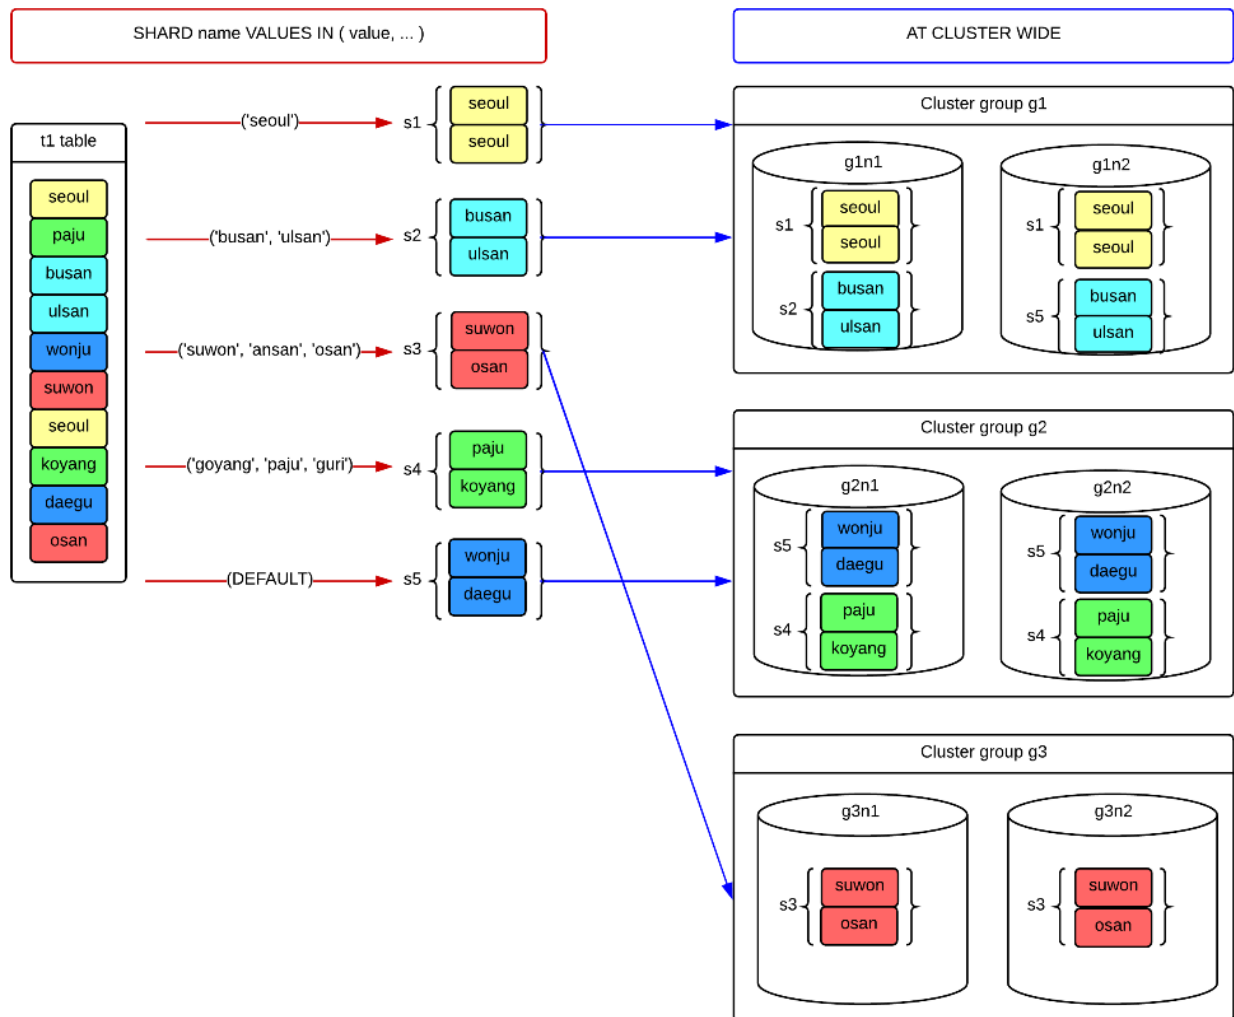 SHARD name VALUES IN ( value, ... )
AT CLUSTER WIDE
t1 table
seoul
paju
busan
ulsan
wonju
suwon
seoul
koyang
daegu
osan
('seoul')
s1
seoul
seoul
('busan', 'ulsan')
s2
busan
ulsan
('suwon', 'ansan', 'osan')
s3
suwon
osan
('goyang', 'paju', 'guri')
s4
paju
koyang
(DEFAULT)
s5
wonju
daegu
Cluster group g1
g1n1
s1
seoul
seoul
s2
busan
ulsan
g1n2
s1
seoul
seoul
s5
busan
ulsan
Cluster group g2
g2n1
s5
wonju
daegu
s4
paju
koyang
g2n2
s5
wonju
daegu
s4
paju
koyang
Cluster group g3
g3n1
s3
suwon
osan
g3n2
s3
suwon
osan